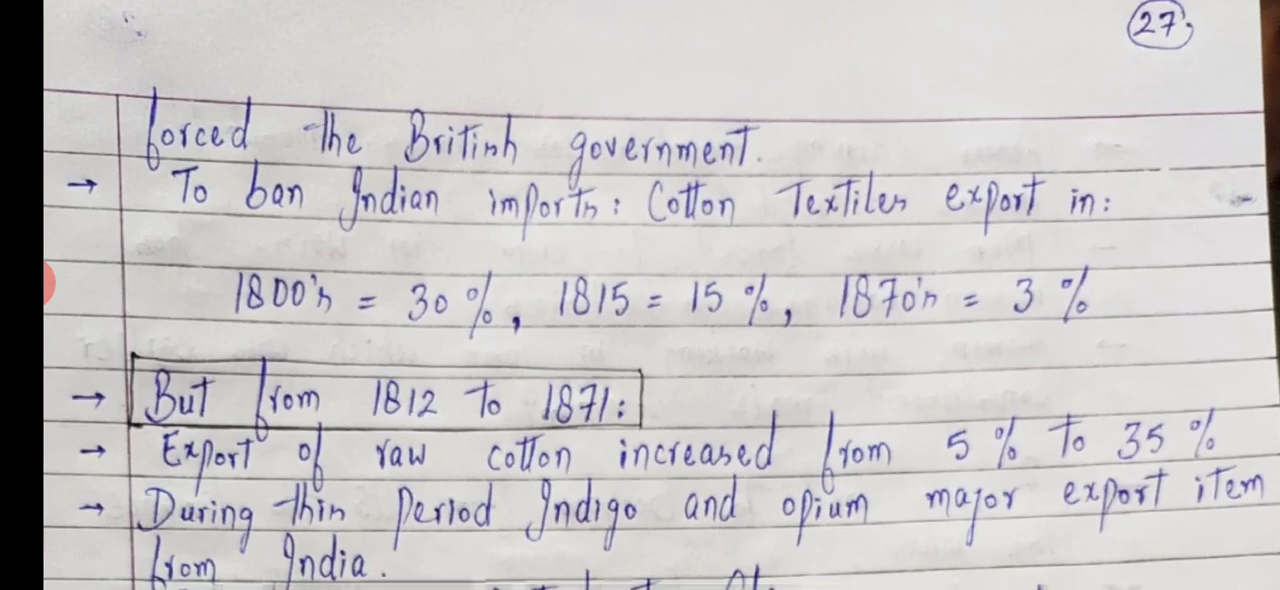 27.
forced the British government.
→ To ban Indian imports: Cotton Textiles export in:
1800's = 30 %, 1815 = 15 %, 1870's = 3 %
→ But from 1812 to 1871:
→ Export of raw cotton increased from 5 % to 35 %
→ During this period Indigo and opium major export item
from India.